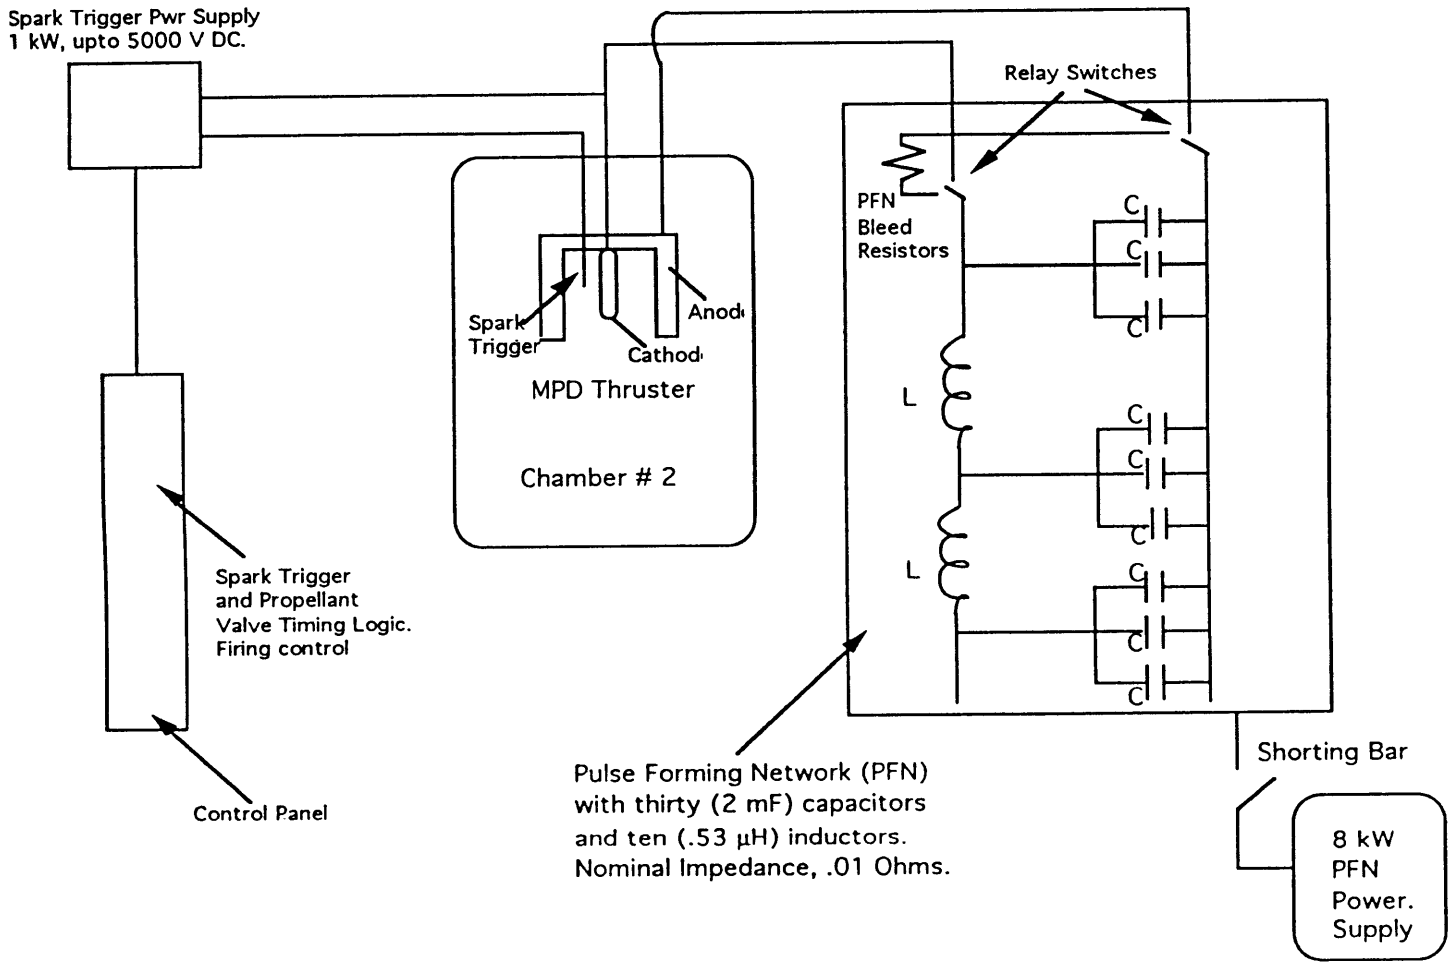 Spark Trigger Pwr Supply
1 kW, upto 5000 V DC.
Relay Switches
PFN
Bleed
Resistors
C
C
C
Spark
Trigger
Anod
Cathod
MPD Thruster
Chamber # 2
L
C
C
C
L
C
C
C
Spark Trigger
and Propellant
Valve Timing Logic.
Firing control
Control Panel
Pulse Forming Network (PFN)
with thirty (2 mF) capacitors
and ten (.53 μH) inductors.
Nominal Impedance, .01 Ohms.
Shorting Bar
8 kW
PFN
Power.
Supply